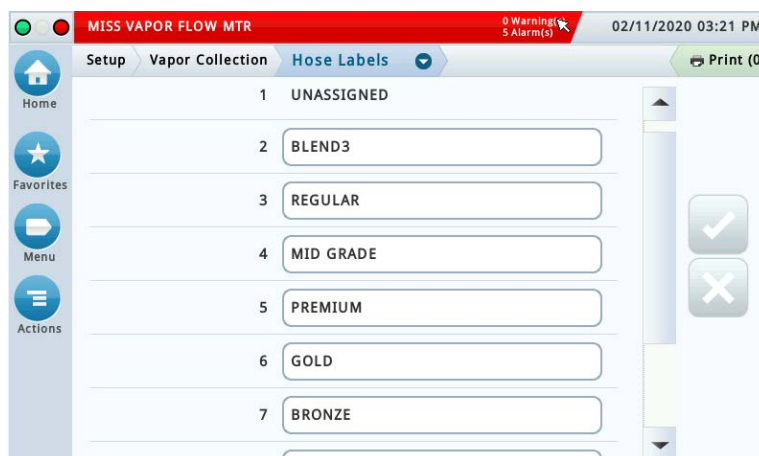 MISS VAPOR FLOW MTR
0 Warning(s)
5 Alarm(s)
02/11/2020 03:21 PM
Setup Vapor Collection Hose Labels
Print (0
Home
Favorites
Menu
Actions
1 UNASSIGNED
2 BLEND3
3 REGULAR
4 MID GRADE
5 PREMIUM
6 GOLD
7 BRONZE